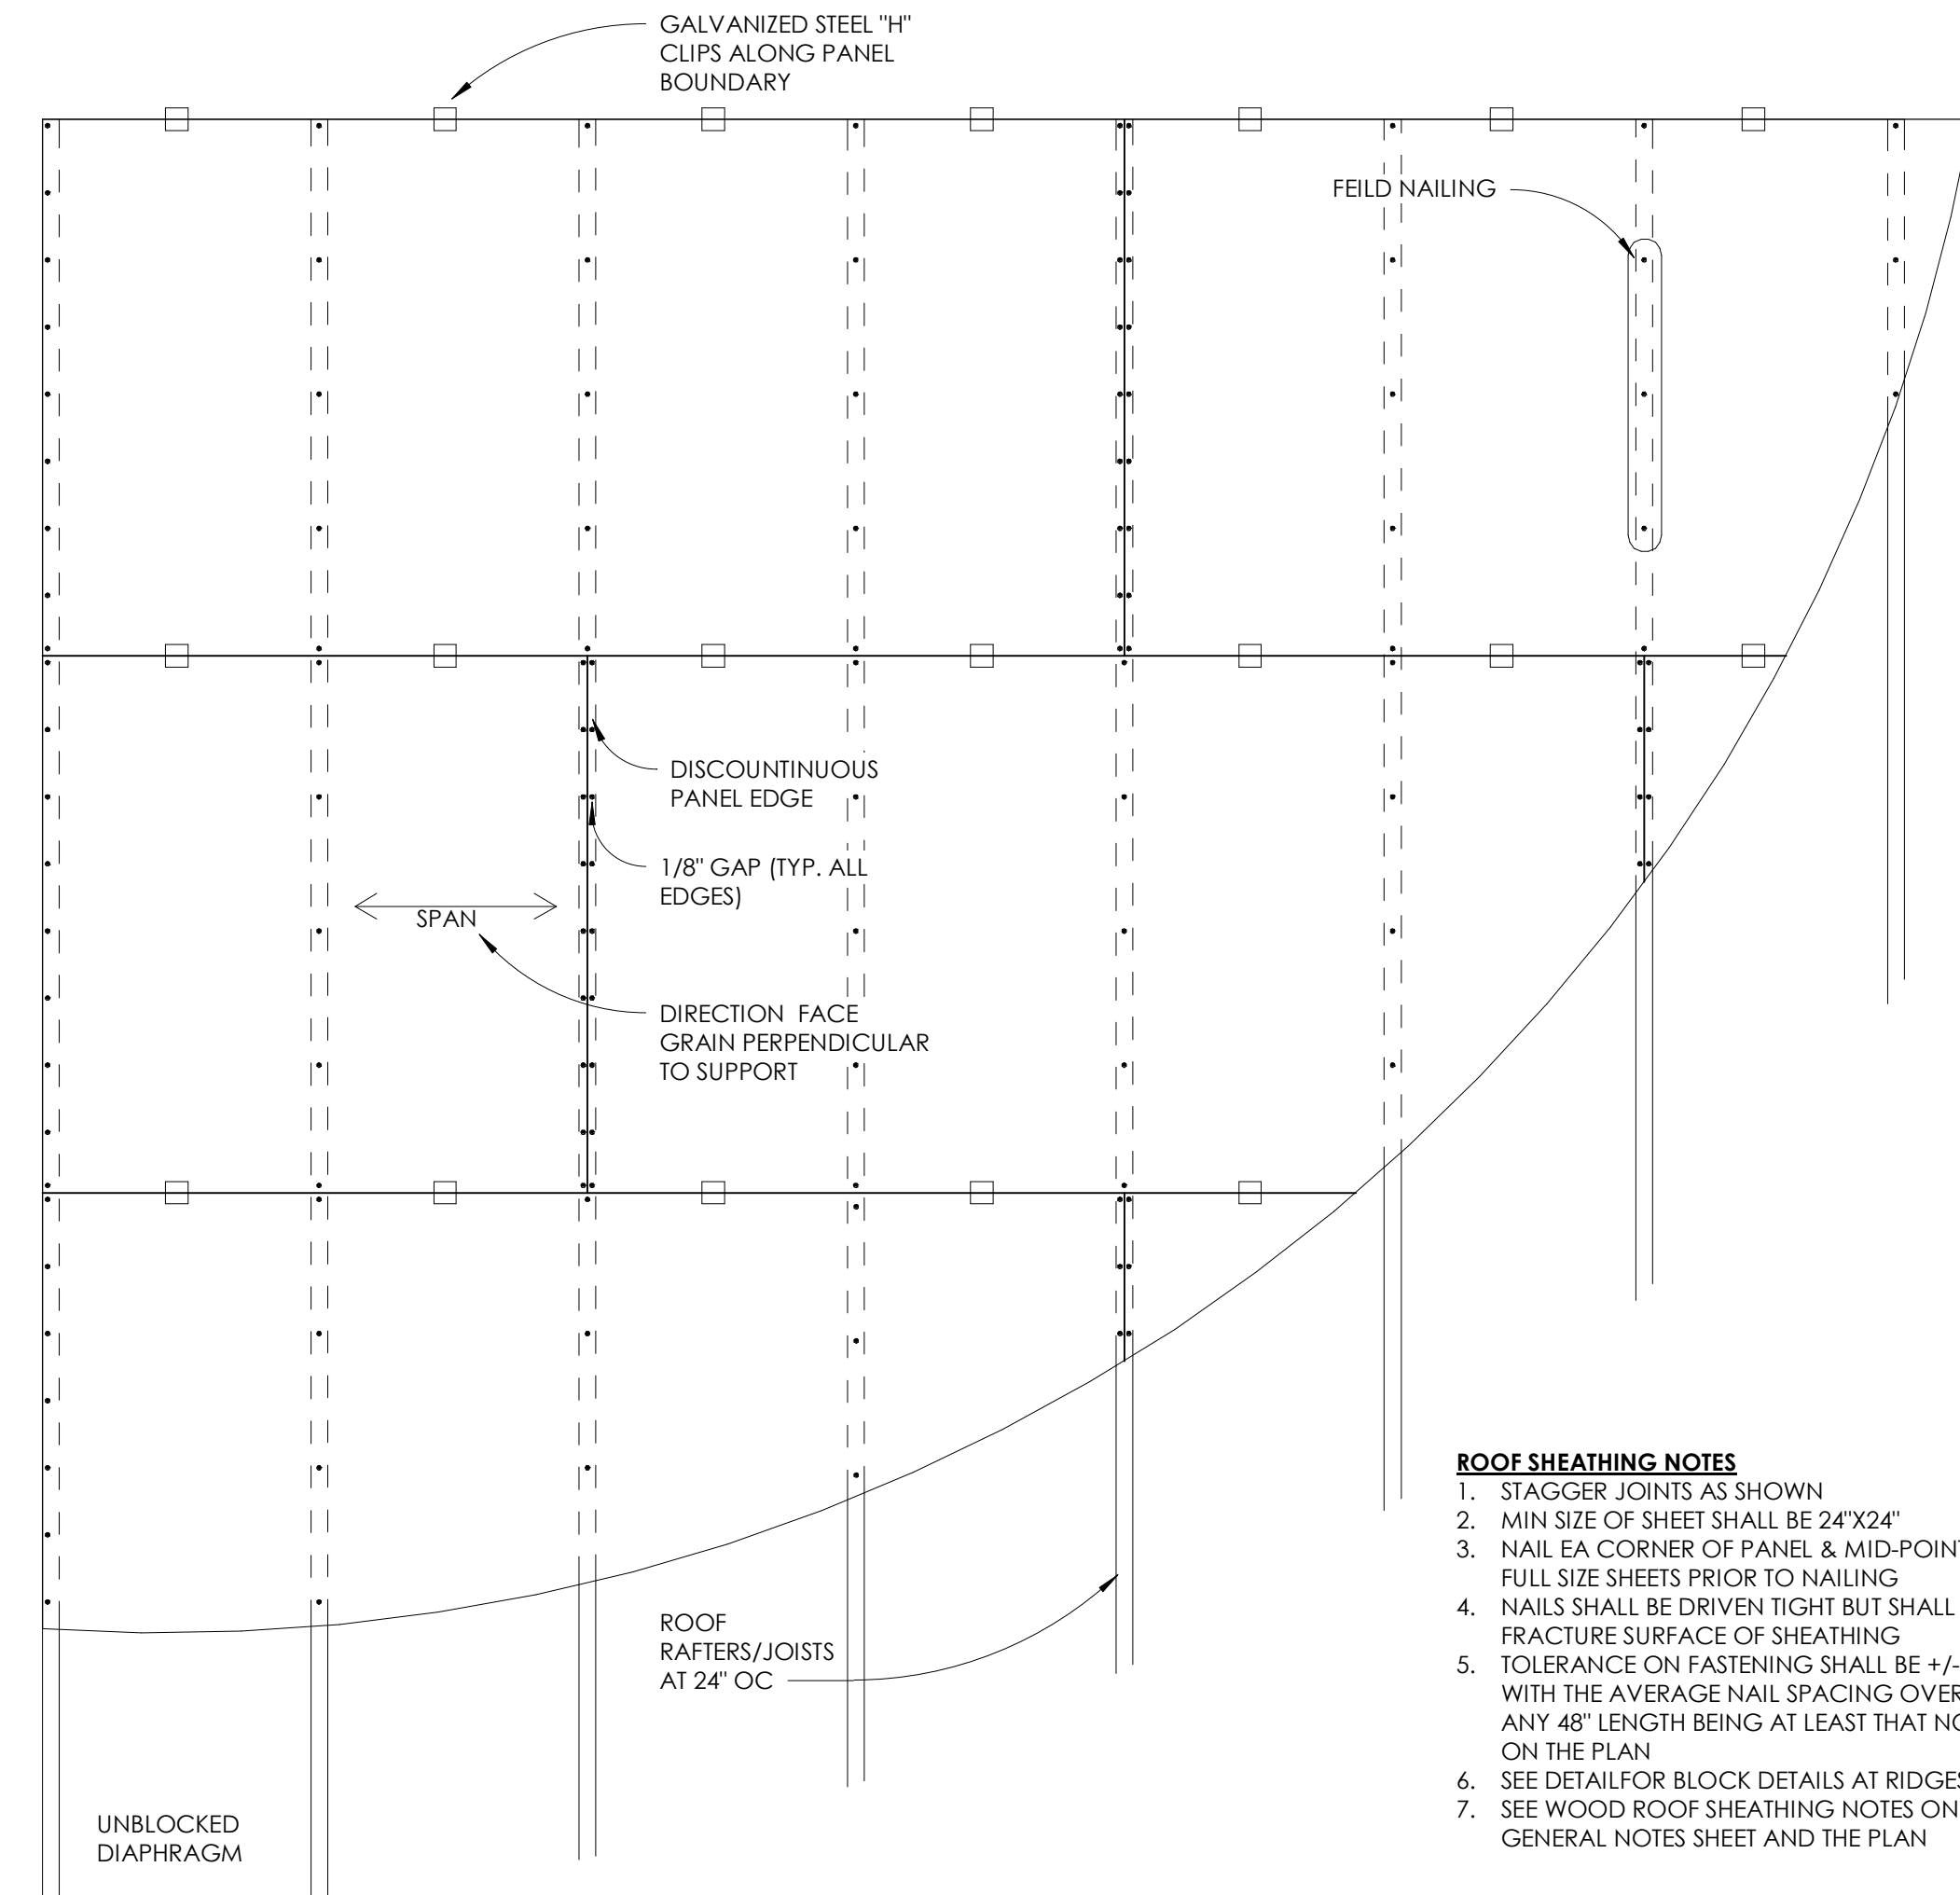 GALVANIZED STEEL "H"
CLIPS ALONG PANEL
BOUNDARY
FEILD NAILING
DISCOUNTINUOUS
PANEL EDGE
1/8" GAP (TYP. ALL
EDGES)
SPAN
DIRECTION FACE
GRAIN PERPENDICULAR
TO SUPPORT
ROOF
RAFTERS/JOISTS
AT 24" OC
UNBLOCKED
DIAPHRAGM
ROOF SHEATHING NOTES
1. STAGGER JOINTS AS SHOWN
2. MIN SIZE OF SHEET SHALL BE 24"X24"
3. NAIL EA CORNER OF PANEL & MID-POINT
FULL SIZE SHEETS PRIOR TO NAILING
4. NAILS SHALL BE DRIVEN TIGHT BUT SHALL
FRACTURE SURFACE OF SHEATHING
5. TOLERANCE ON FASTENING SHALL BE +/-
WITH THE AVERAGE NAIL SPACING OVER
ANY 48" LENGTH BEING AT LEAST THAT
ON THE PLAN
6. SEE DETAILFOR BLOCK DETAILS AT RIDGES
7. SEE WOOD ROOF SHEATHING NOTES ON
GENERAL NOTES SHEET AND THE PLAN